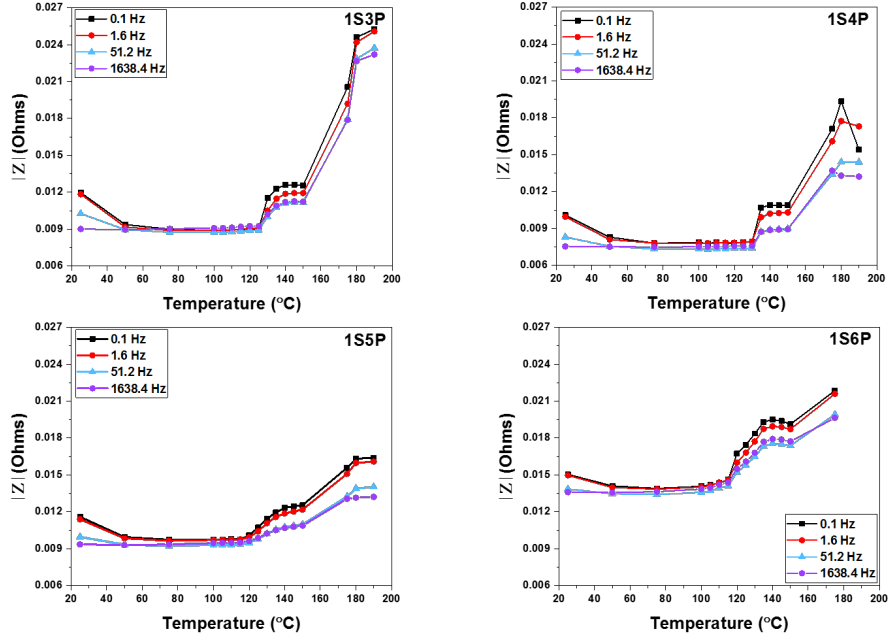 1S3P
0.1 Hz
1.6 Hz
51.2 Hz
1638.4 Hz
|Z| (Ohms)
0.027
0.024
0.021
0.018
0.015
0.012
0.009
0.006
20 40 60 80 100 120 140 160 180 200
Temperature (°C)
1S4P
0.1 Hz
1.6 Hz
51.2 Hz
1638.4 Hz
|Z| (Ohms)
0.027
0.024
0.021
0.018
0.015
0.012
0.009
0.006
20 40 60 80 100 120 140 160 180 200
Temperature (°C)
1S5P
0.1 Hz
1.6 Hz
51.2 Hz
1638.4 Hz
|Z| (Ohms)
0.027
0.024
0.021
0.018
0.015
0.012
0.009
0.006
20 40 60 80 100 120 140 160 180 200
Temperature (°C)
1S6P
|Z| (Ohms)
0.027
0.024
0.021
0.018
0.015
0.012
0.009
0.006
0.1 Hz
1.6 Hz
51.2 Hz
1638.4 Hz
20 40 60 80 100 120 140 160 180 200
Temperature (°C)